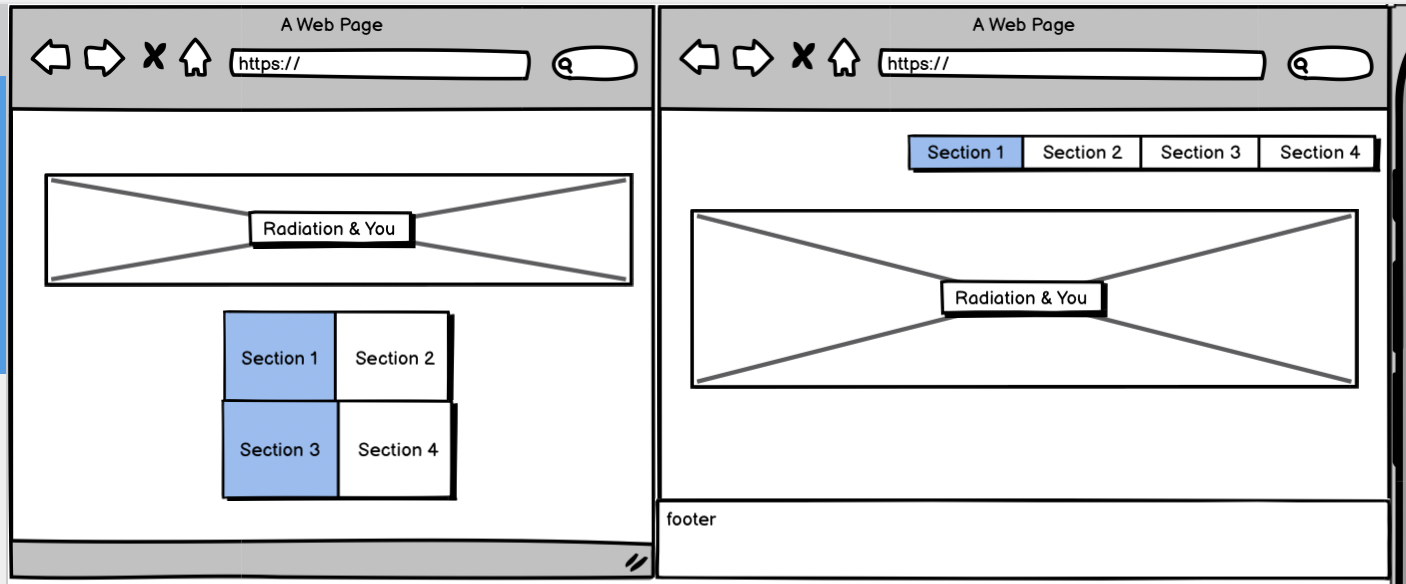 A Web Page
https://
Radiation & You
Section 1 Section 2
Section 3 Section 4
A Web Page
https://
Section 1 Section 2 Section 3 Section 4
Radiation & You
footer